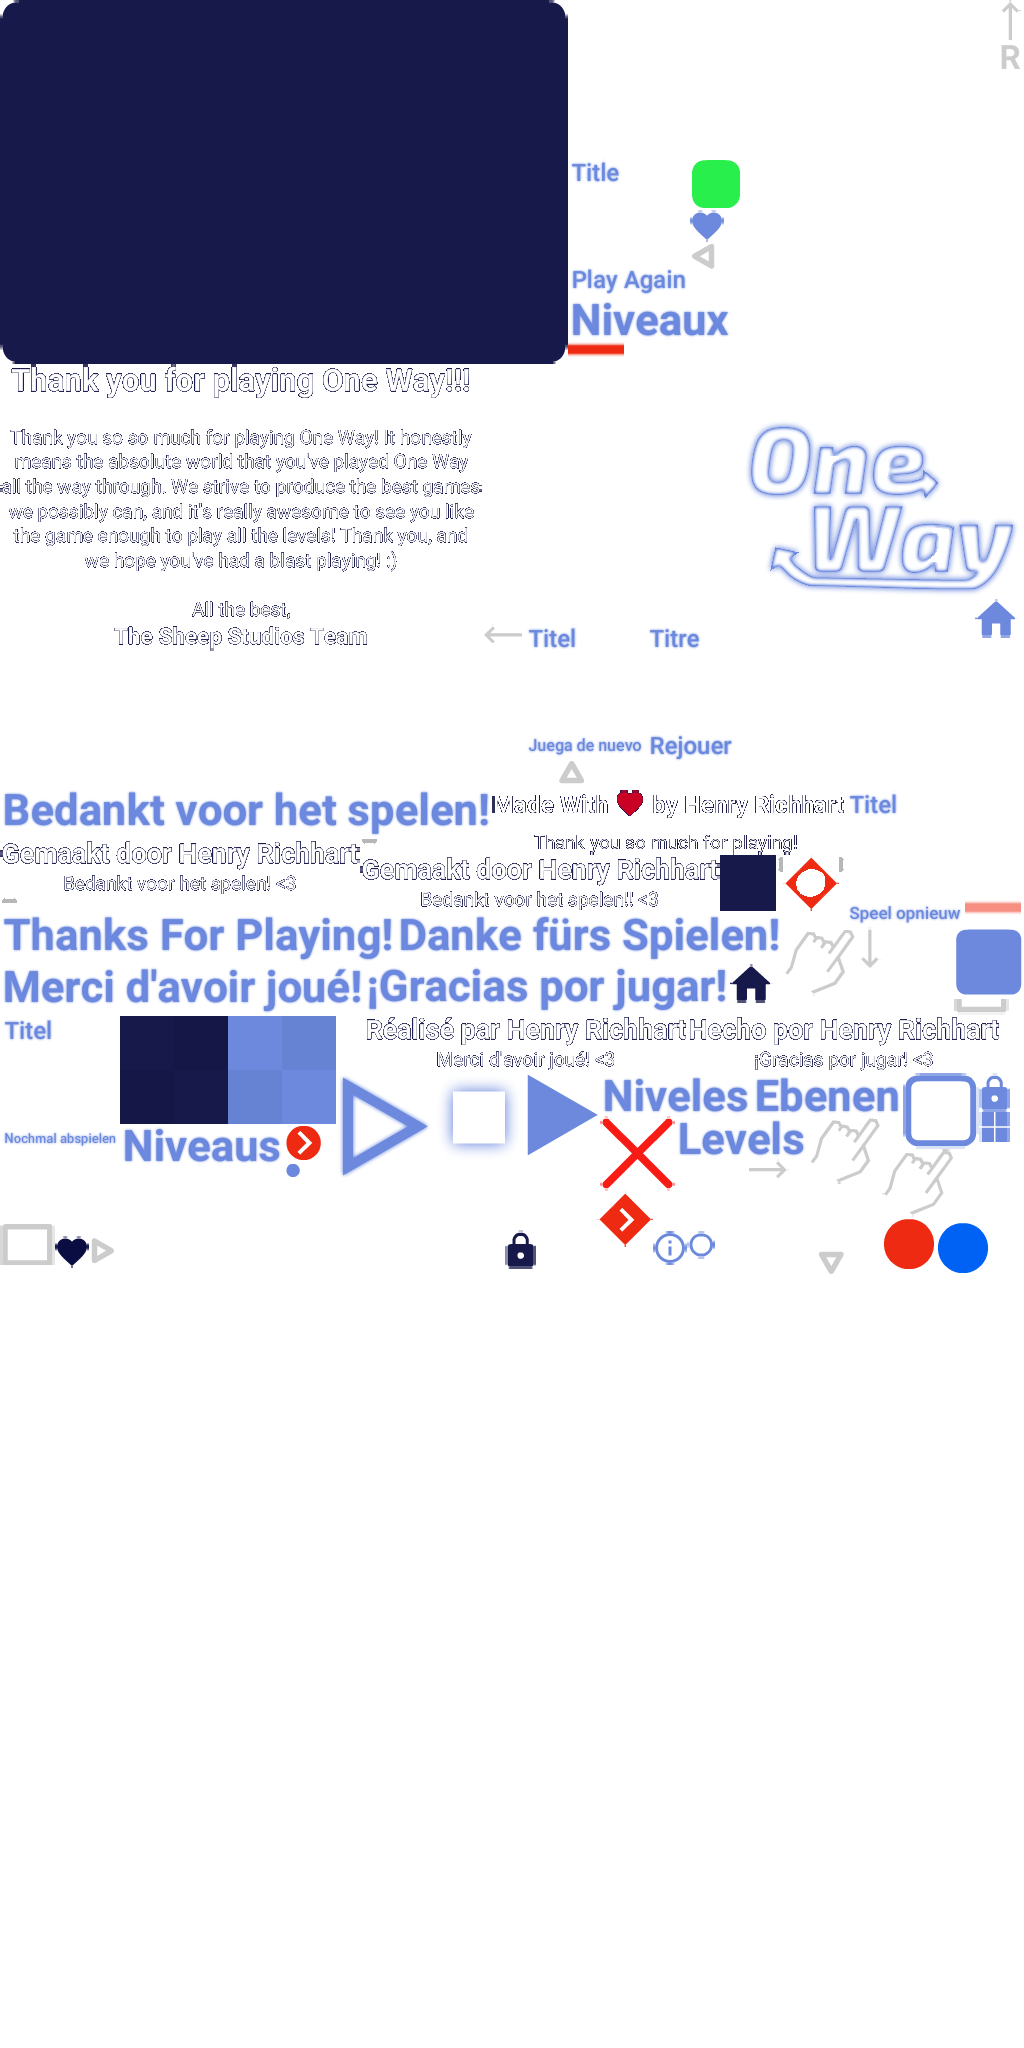 R
Title
Play Again
Niveaux
Thank you for playing One Way!!!
Thank you so so much for playing One Way! It honestly
means the absolute world that you've played One Way
all the way through. We strive to produce the best games
we possibly can, and it's really awesome to see you like
the game enough to play all the levels! Thank you, and
we hope you've had a blast playing! :)
All the best,
The Sheep Studios Team
One
Way
Titel
Titre
Juega de nuevo
Rejouer
Bedankt voor het spelen!
Made With ❤ by Henry Richhart
Thank you so much for playing!
Titel
Gemaakt door Henry Richhart
Bedankt voor het spelen! <3
Gemaakt door Henry Richhart
Bedankt voor het spelen!! <3
Speel opnieuw
Thanks For Playing!
Danke fürs Spielen!
Merci d'avoir joué!
¡Gracias por jugar!
Titel
Réalisé par Henry Richhart
Merci d'avoir joué! <3
Hecho por Henry Richhart
¡Gracias por jugar! <3
Niveles
Ebenen
Nochmal abspielen
Niveaus
Levels